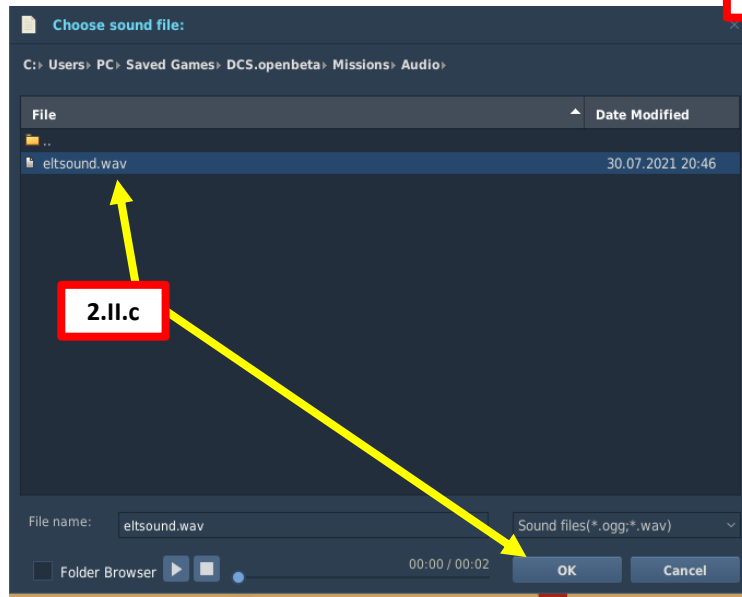 Choose sound file:
C:› Users› PC› Saved Games› DCS.openbeta› Missions› Audio›
File Date Modified
..
eltsound.wav 30.07.2021 20:46
2.II.c
File name: eltsound.wav Sound files(*.ogg;*.wav)
Folder Browser 00:00 / 00:02 OK Cancel